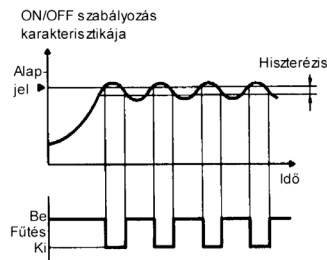 ON/OFF szabályozás
karakterisztikája
Alap-
jel
Hiszterézis
Idő
Be
Fűtés
Ki